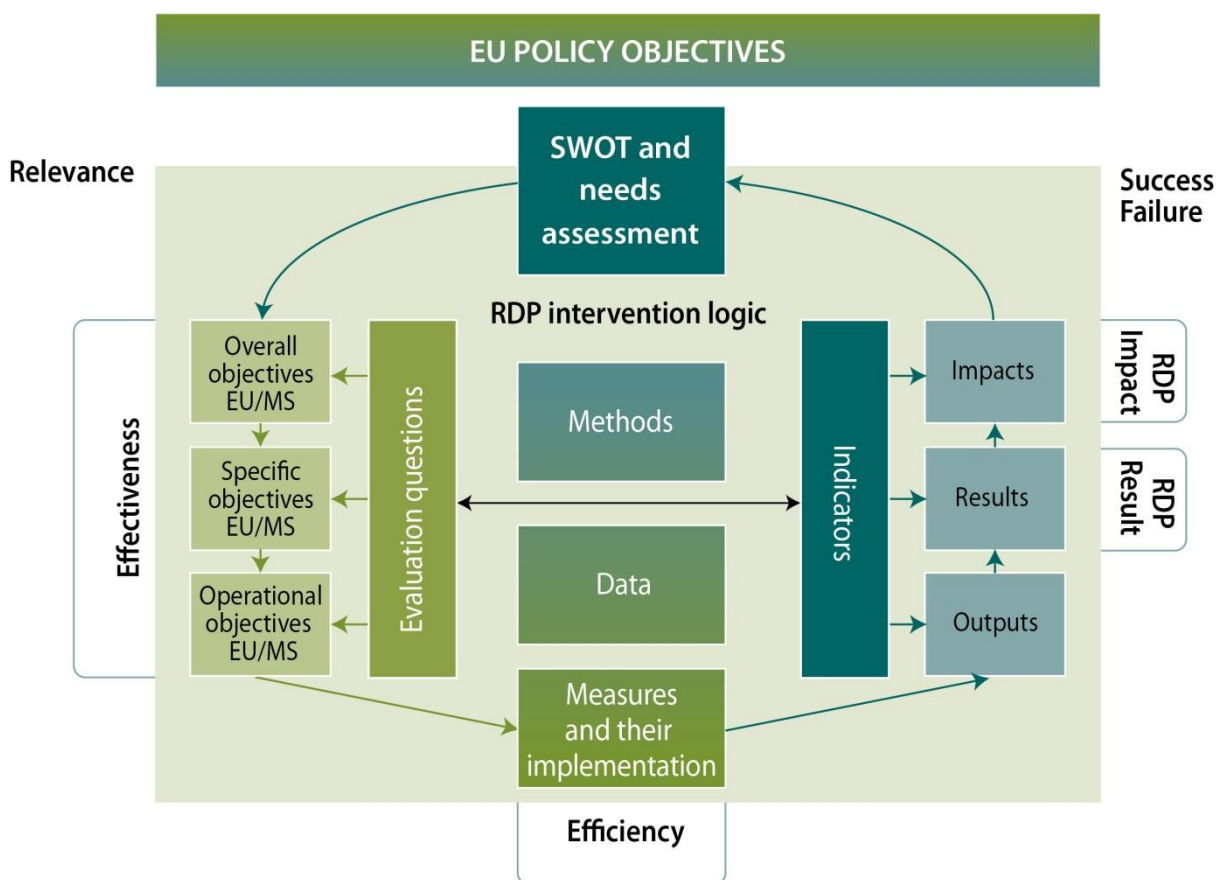 EU POLICY OBJECTIVES
SWOT and
needs
assessment
Relevance
Success
Failure
RDP intervention logic
Effectiveness
Overall
objectives
EU/MS
Specific
objectives
EU/MS
Operational
objectives
EU/MS
Evaluation questions
Methods
Data
Indicators
Impacts
Results
Outputs
RDP
Impact
RDP
Result
Measures
and their
implementation
Efficiency